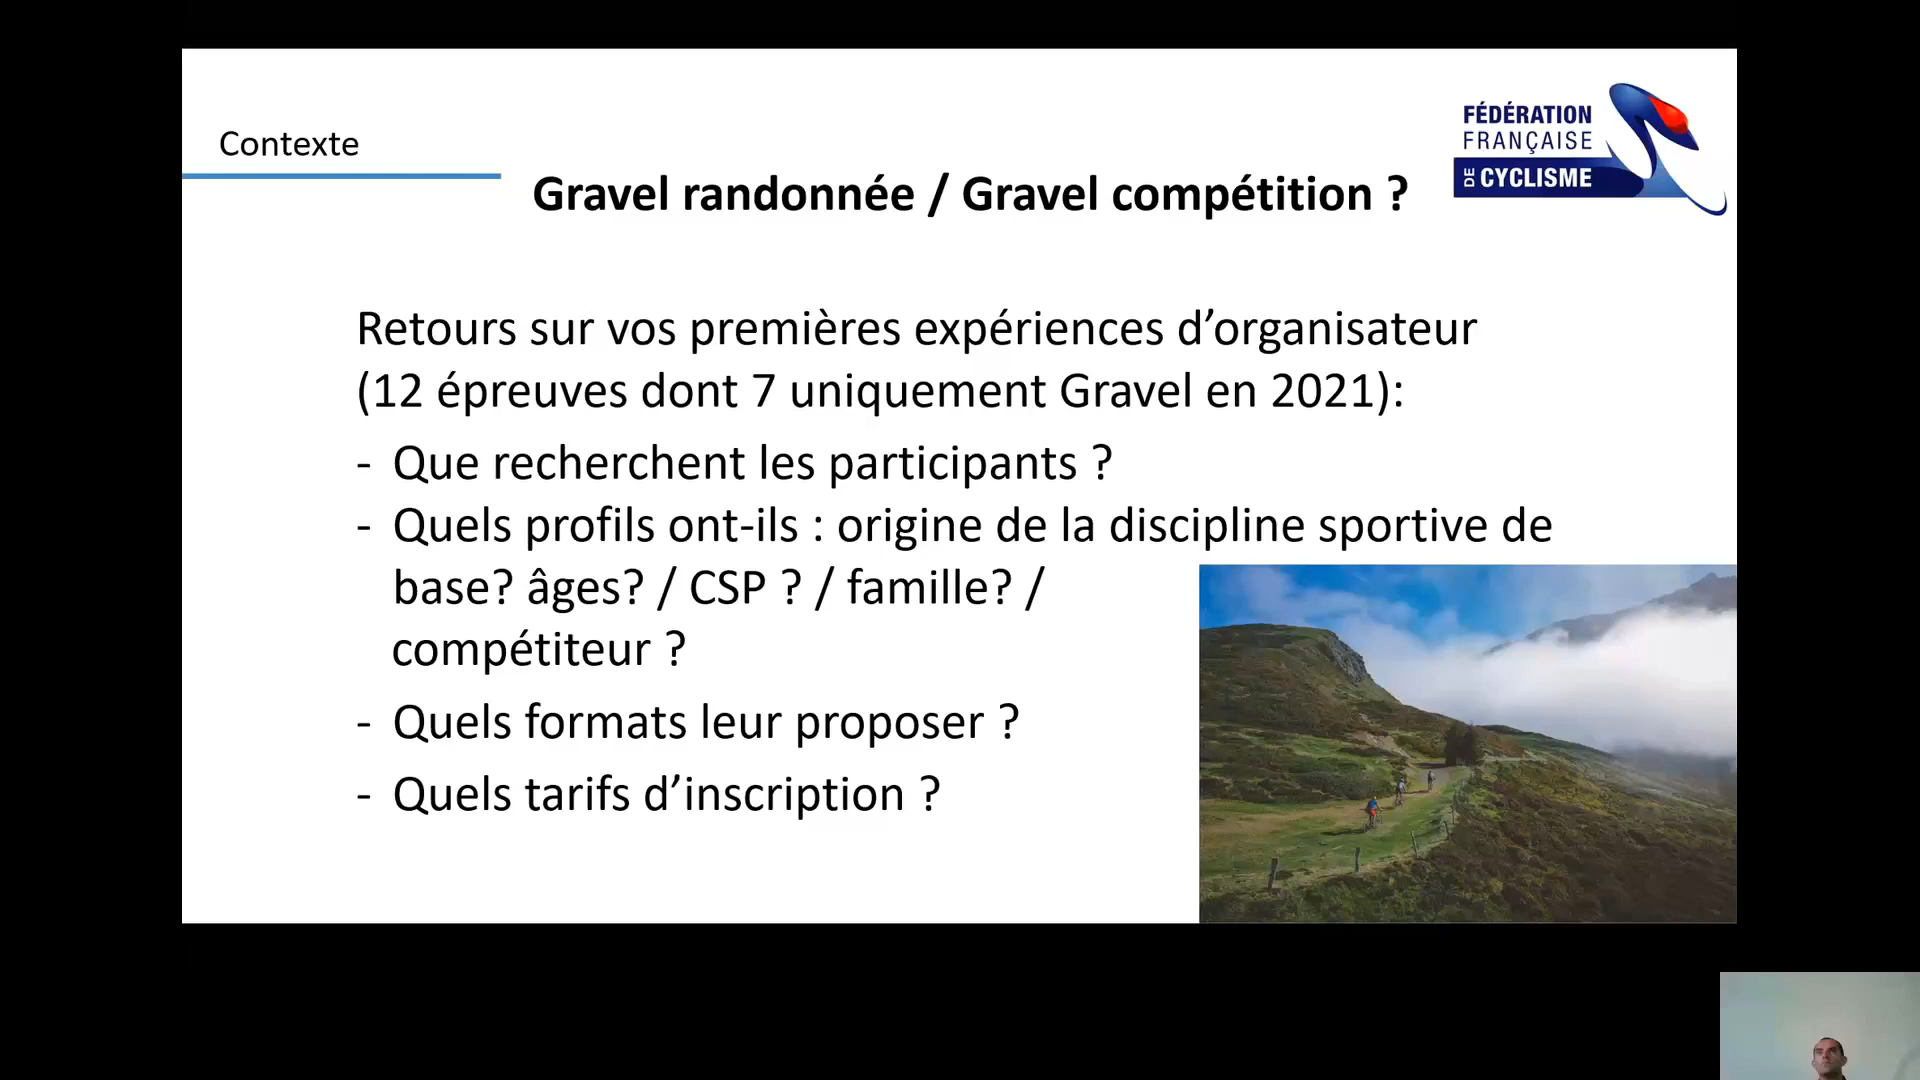 Contexte
FÉDÉRATION
FRANÇAISE
DE CYCLISME
Gravel randonnée / Gravel compétition ?
Retours sur vos premières expériences d’organisateur
(12 épreuves dont 7 uniquement Gravel en 2021):
- Que recherchent les participants ?
- Quels profils ont-ils : origine de la discipline sportive de
base? âges? / CSP ? / famille? /
compétiteur ?
- Quels formats leur proposer ?
- Quels tarifs d’inscription ?